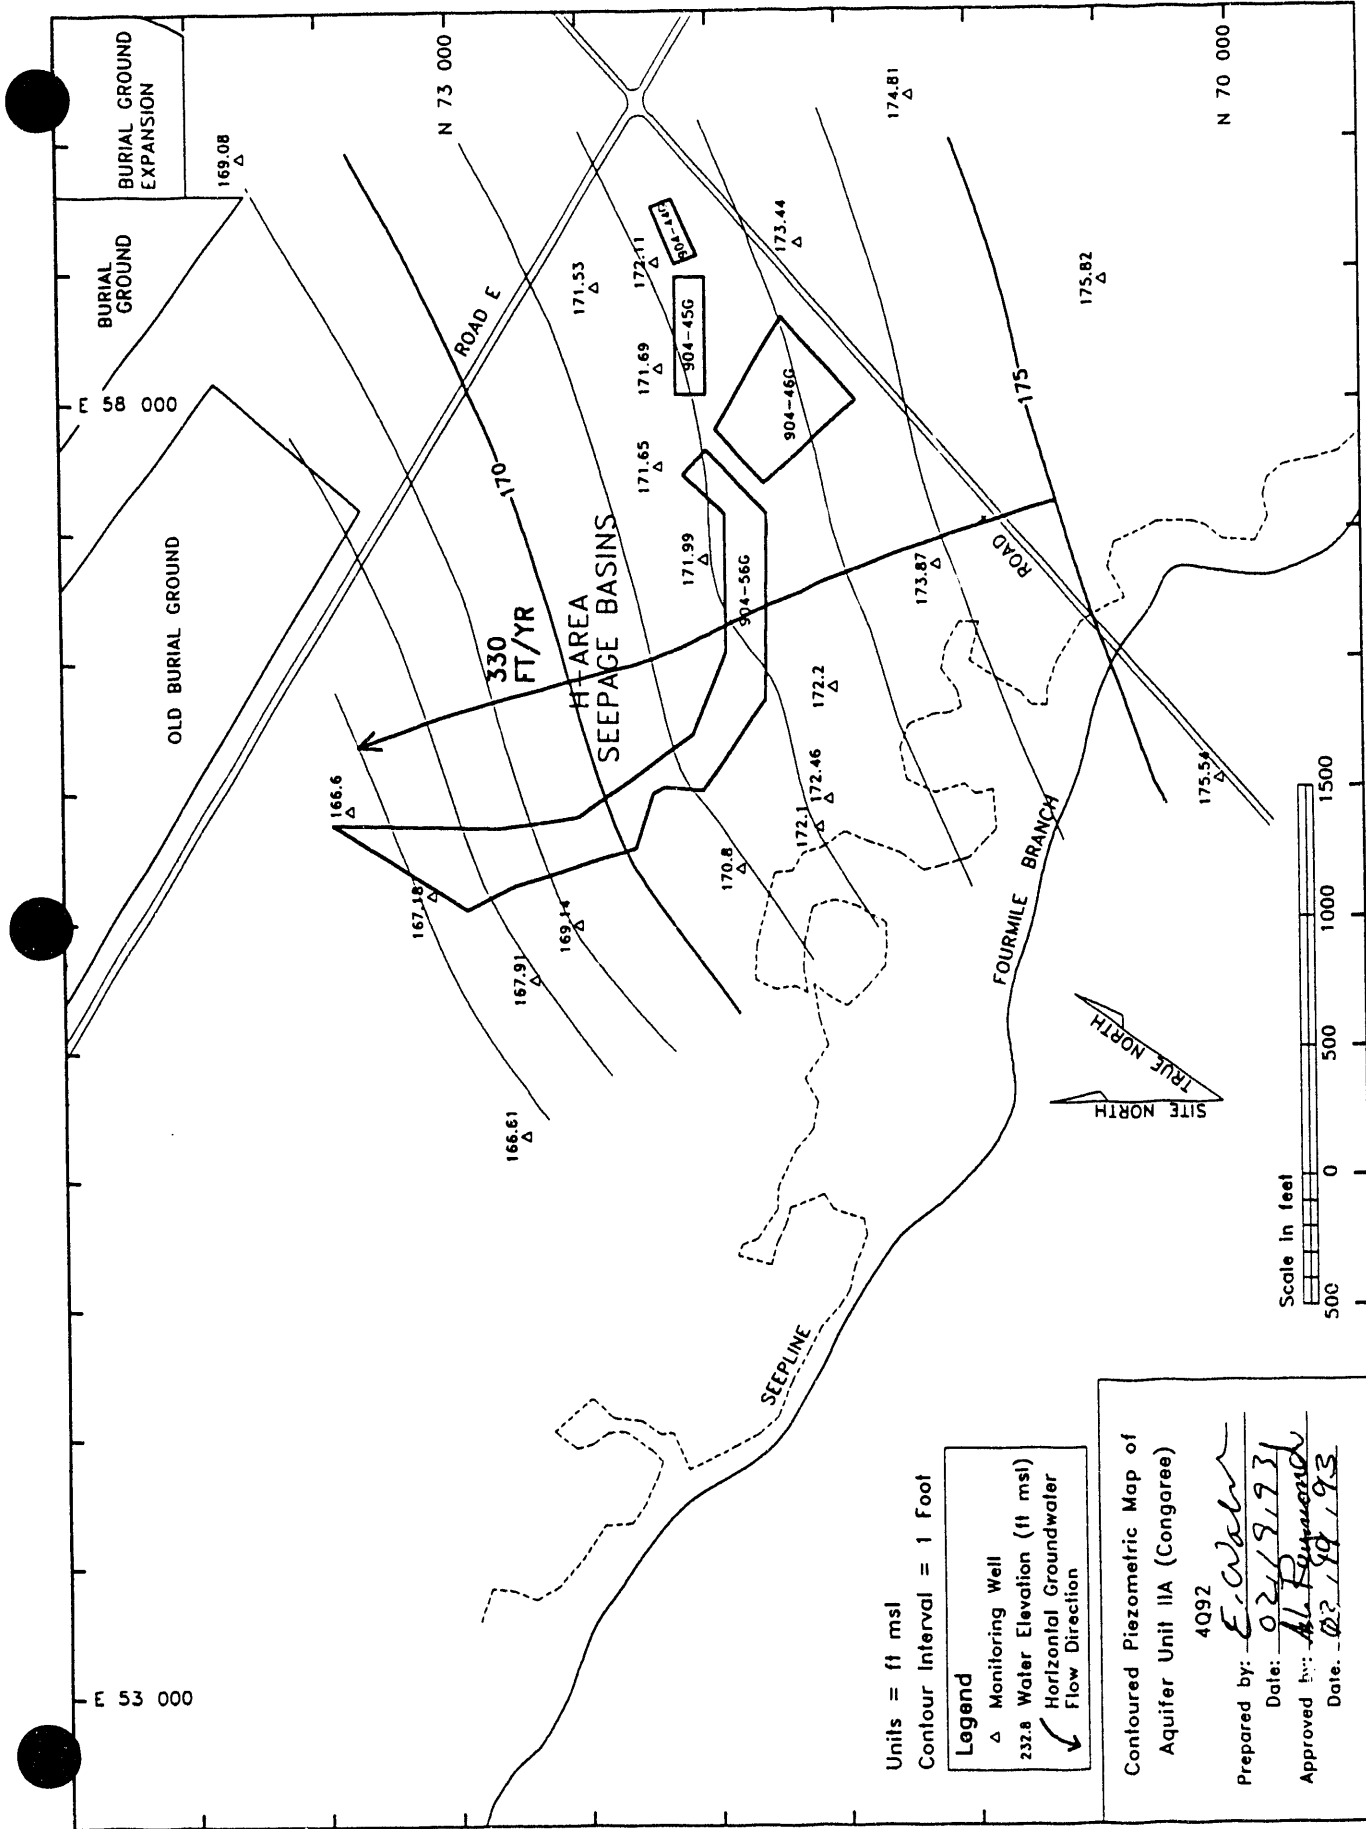 BURIAL GROUND
EXPANSION
BURIAL
GROUND
OLD BURIAL GROUND
E 58 000
E 53 000
N 73 000
N 70 000
ROAD E
ROAD
169.08
174.81
171.53
172.11
904-44G
173.44
175.82
171.69
904-45G
904-46G
171.65
170
175
171.99
904-56G
173.87
330
FT/YR
H-AREA
SEEPAGE BASINS
166.6
172.2
172.46
172.1
175.54
170.8
167.18
169.14
167.91
166.61
FOURMILE BRANCH
SEEPLINE
SITE NORTH
TRUE NORTH
Scale in feet
500 0 500 1000 1500
Units = ft msl
Contour Interval = 1 Foot
Legend
△ Monitoring Well
232.8 Water Elevation (ft msl)
Horizontal Groundwater
Flow Direction
Contoured Piezometric Map of
Aquifer Unit IIA (Congaree)
4Q92
Prepared by:
Date: 02/19/93
Approved by:
Date. 02/19/93